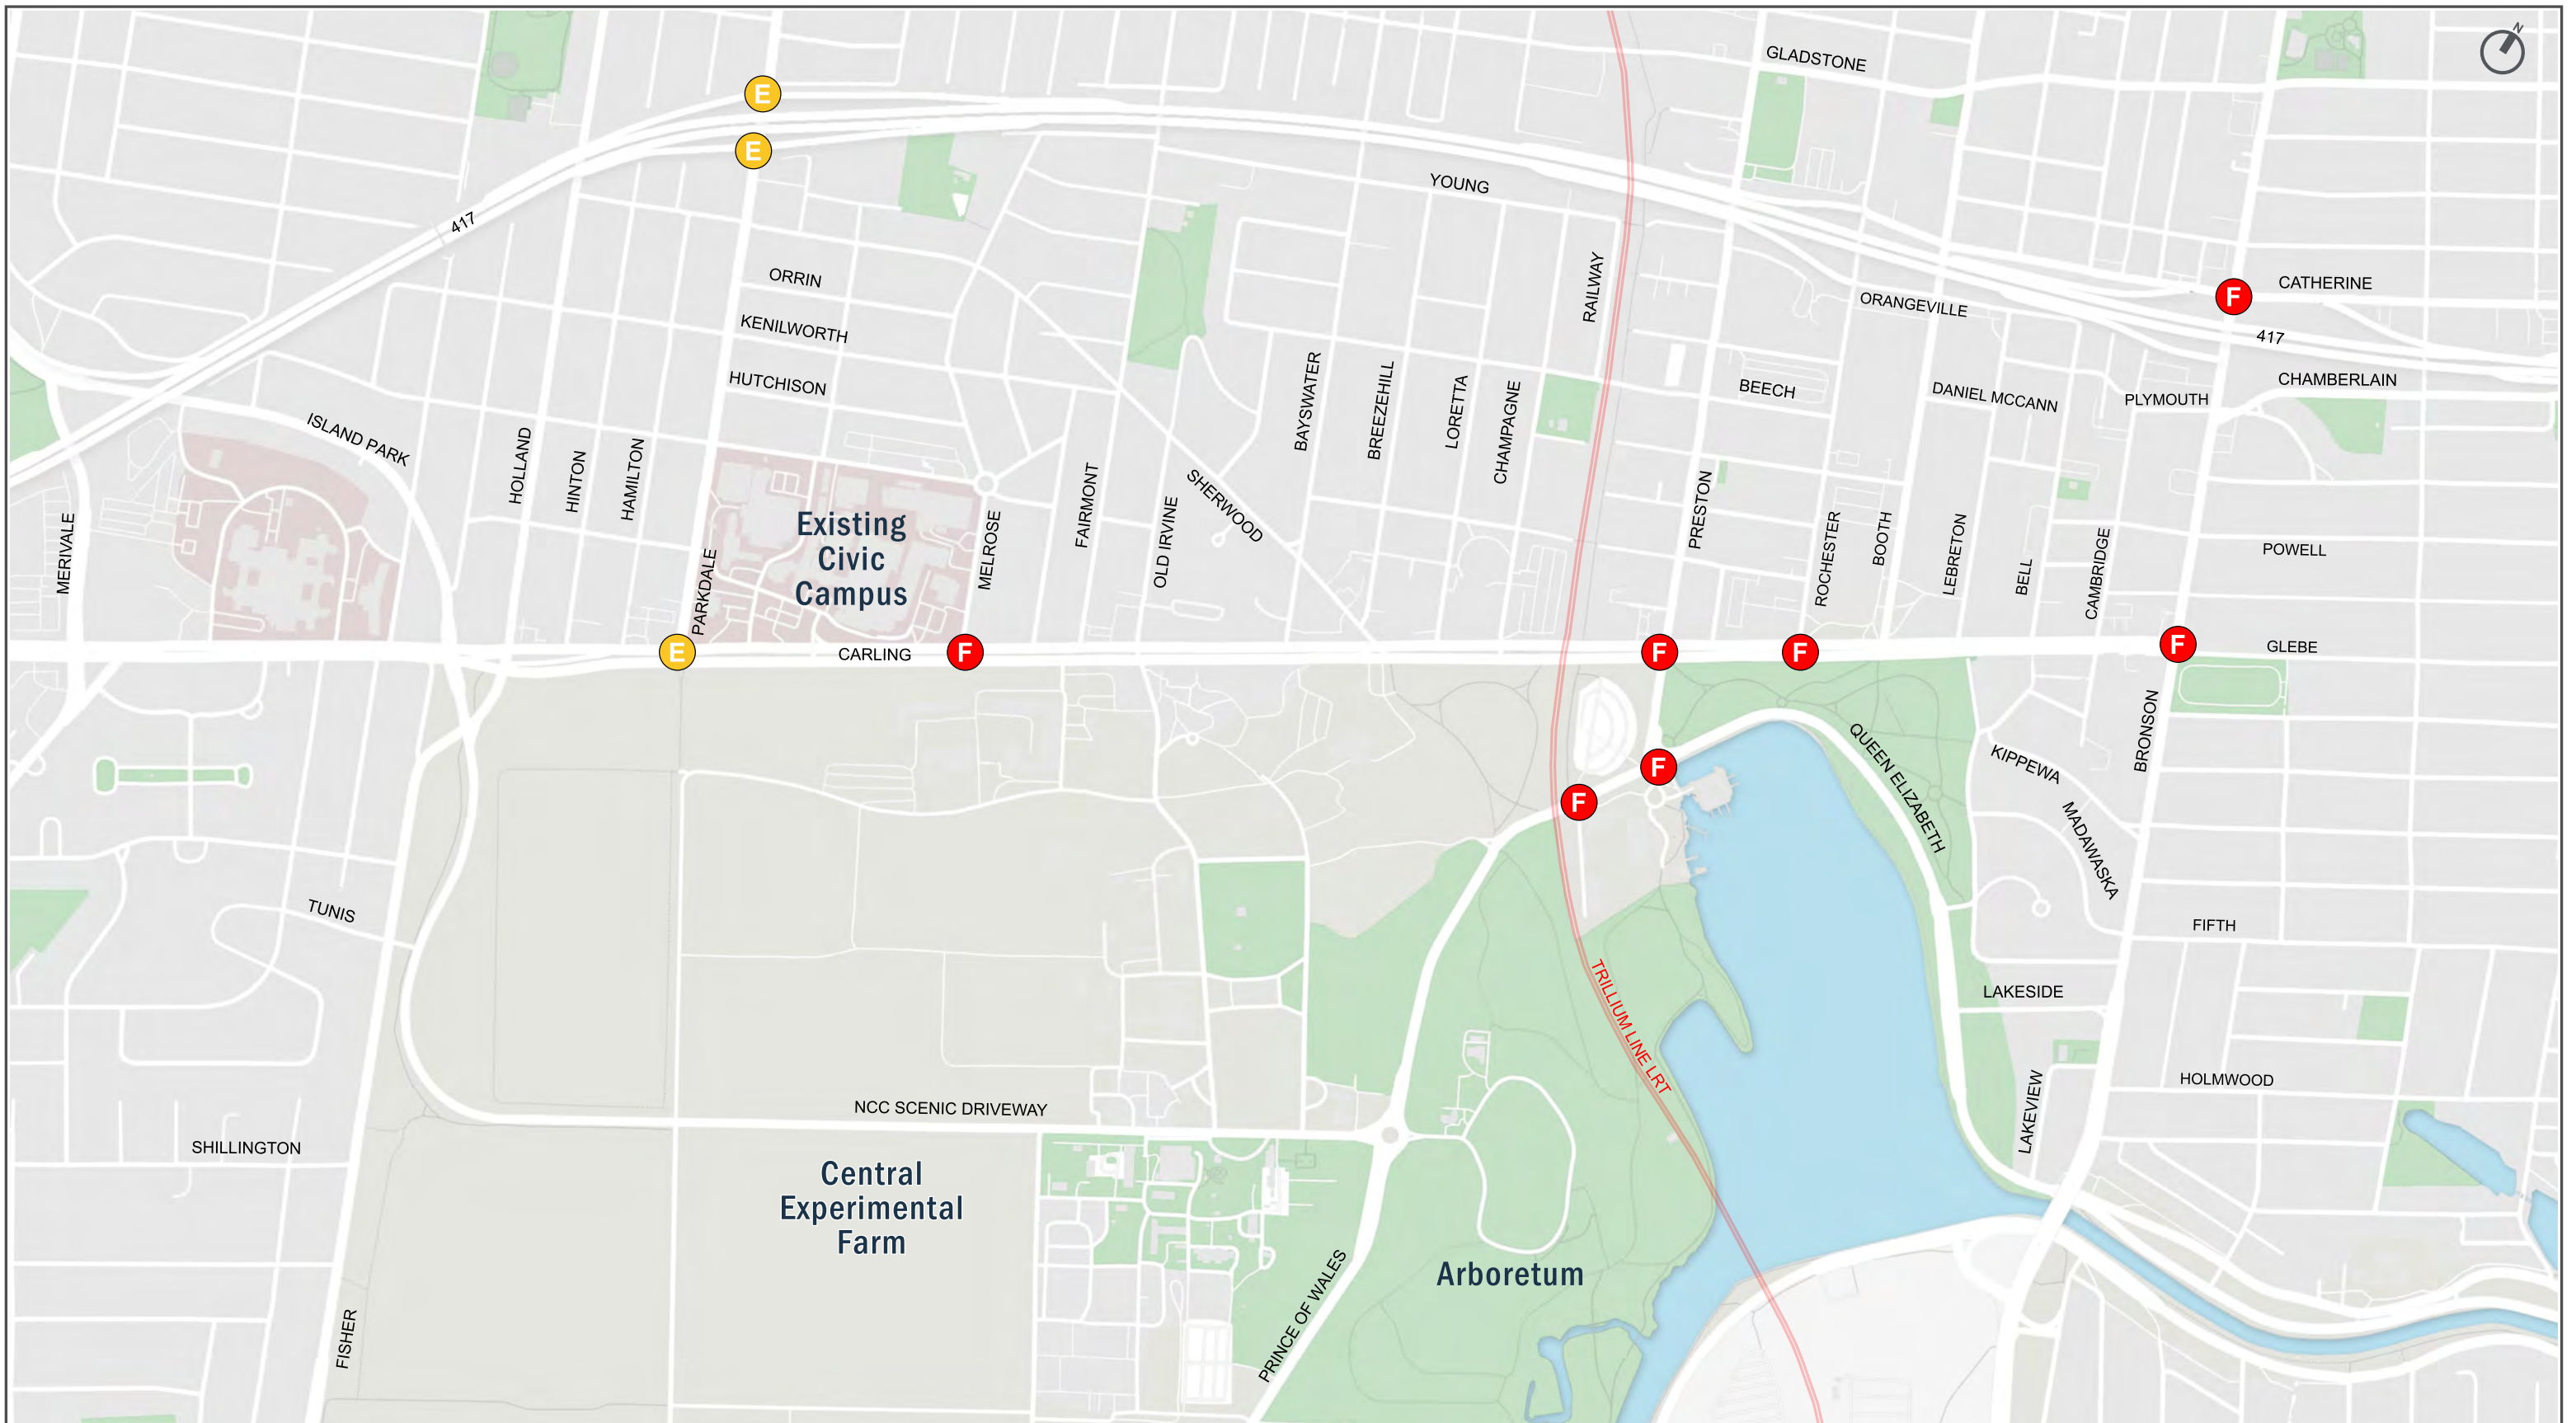 N
GLADSTONE
E
E
YOUNG
417
ORRIN
RAILWAY
CATHERINE
F
ORANGEVILLE
KENILWORTH
417
HUTCHISON
BEECH
DANIEL MCCANN
PLYMOUTH
CHAMBERLAIN
ISLAND PARK
HOLLAND
HINTON
HAMILTON
BAYSWATER
BREEZEHILL
LORETTA
CHAMPAGNE
MERIVALE
PARKDALE
Existing
Civic
Campus
MELROSE
FAIRMONT
OLD IRVINE
SHERWOOD
PRESTON
ROCHESTER
BOOTH
LEBRETON
BELL
CAMBRIDGE
POWELL
E
CARLING
F
F
F
F
GLEBE
F
F
QUEEN ELIZABETH
KIPPEWA
MADAWASKA
BRONSON
TUNIS
FIFTH
TRILLIUM LINE LRT
LAKESIDE
HOLMWOOD
LAKEVIEW
NCC SCENIC DRIVEWAY
SHILLINGTON
Central
Experimental
Farm
Arboretum
PRINCE OF WALES
FISHER